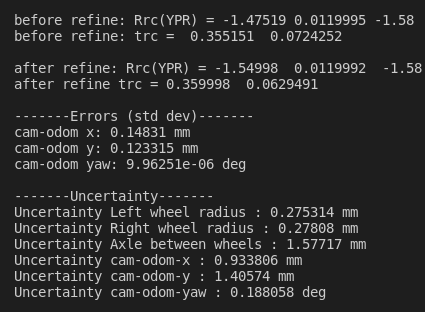 before refine: Rrc(YPR) = -1.47519 0.0119995 -1.58
before refine: trc =  0.355151  0.0724252
after refine: Rrc(YPR) = -1.54998  0.0119992  -1.58
after refine trc = 0.359998  0.0629491
-------Errors (std dev)-------
cam-odom x: 0.14831 mm
cam-odom y: 0.123315 mm
cam-odom yaw: 9.96251e-06 deg
-------Uncertainty-------
Uncertainty Left wheel radius : 0.275314 mm
Uncertainty Right wheel radius : 0.27808 mm
Uncertainty Axle between wheels : 1.57717 mm
Uncertainty cam-odom-x : 0.933806 mm
Uncertainty cam-odom-y : 1.40574 mm
Uncertainty cam-odom-yaw : 0.188058 deg